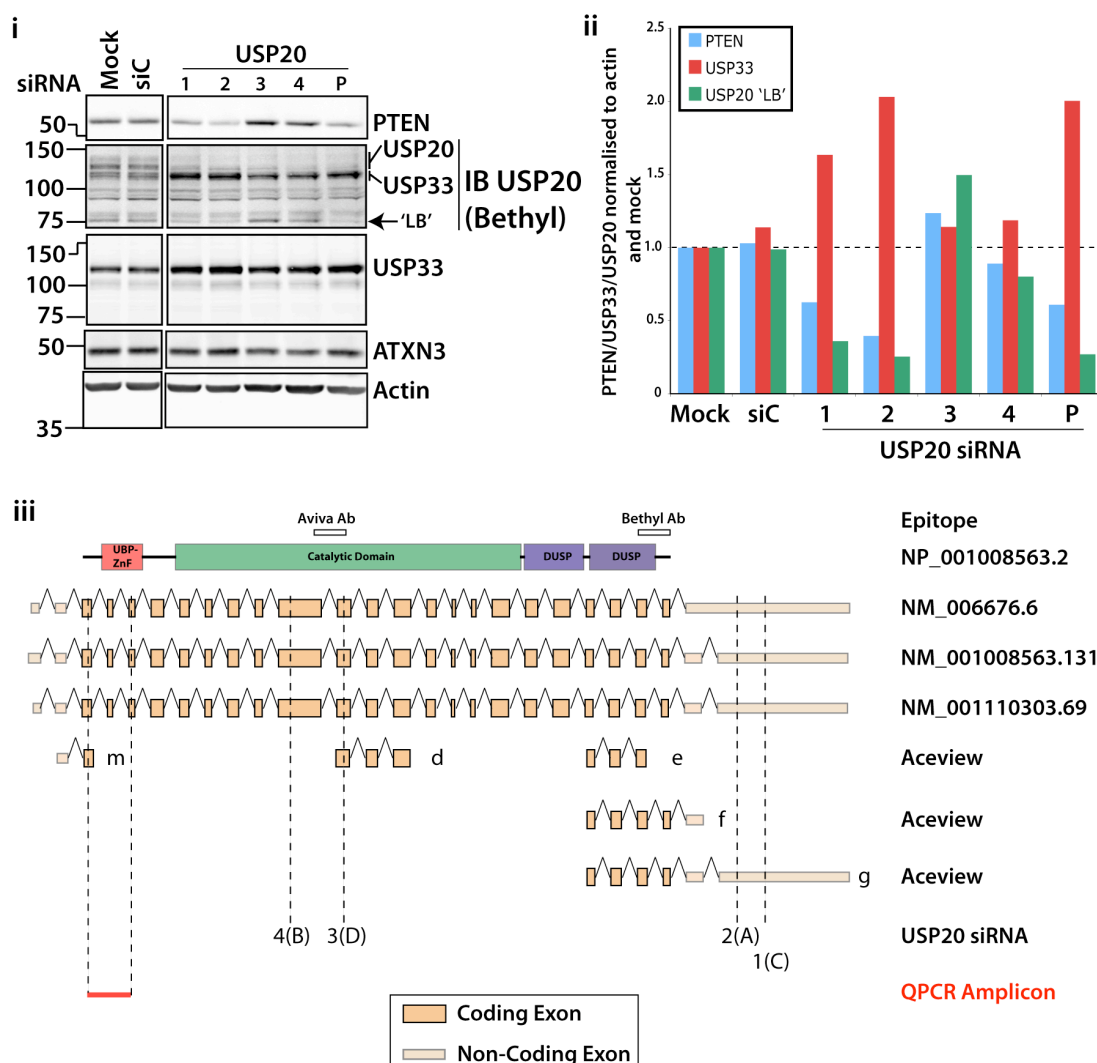 i
Mock
siC
USP20
siRNA 1 2 3 4 P
50 PTEN
150 USP20
100 USP33
75 'LB'
IB USP20
(Bethyl)
150 USP33
100
75
50 ATXN3
Actin
35
ii
PTEN/USP33/USP20 normalised to actin
and mock
2.5
2.0
1.5
1.0
0.5
0
PTEN
USP33
USP20 'LB'
Mock siC 1 2 3 4 P
USP20 siRNA
iii
Aviva Ab Bethyl Ab Epitope
UBP-
ZnF
Catalytic Domain DUSP DUSP NP_001008563.2
NM_006676.6
NM_001008563.131
NM_001110303.69
m d e Aceview
f Aceview
g Aceview
4(B) 3(D) 2(A) USP20 siRNA
1(C)
QPCR Amplicon
Coding Exon
Non-Coding Exon